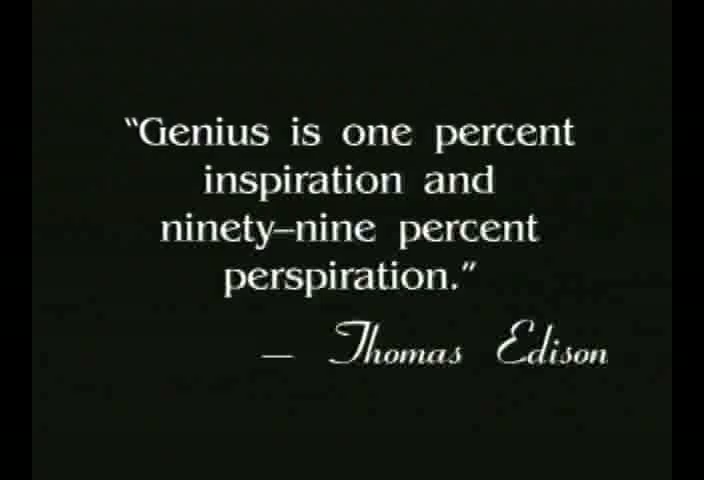 “Genius is one percent
inspiration and
ninety–nine percent
perspiration.”
— Thomas Edison